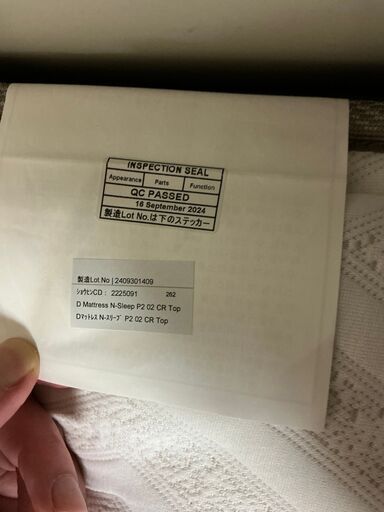 INSPECTION SEAL
Appearance Parts Function
QC PASSED
16 September 2024
製造Lot No.は下のステッカー
製造Lot No | 2409301409
ｼｮｳﾋﾝCD： 2225091 262
D Mattress N-Sleep P2 02 CR Top
Dﾏｯﾄﾚｽ N-ｽﾘｰﾌﾟ P2 02 CR Top